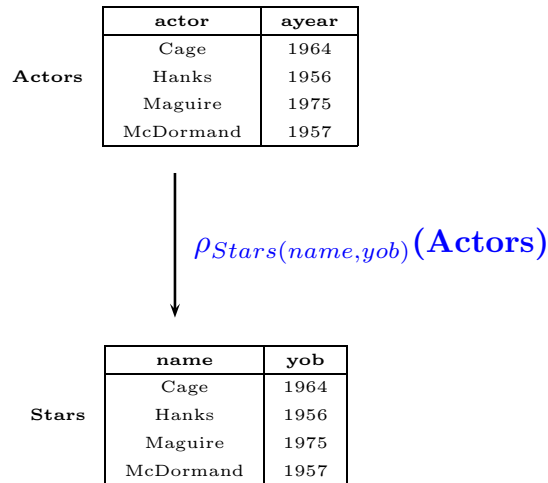 actor ayear
Cage 1964
Actors Hanks 1956
Maguire 1975
McDormand 1957
ρStars(name,yob)(Actors)
name yob
Cage 1964
Stars Hanks 1956
Maguire 1975
McDormand 1957